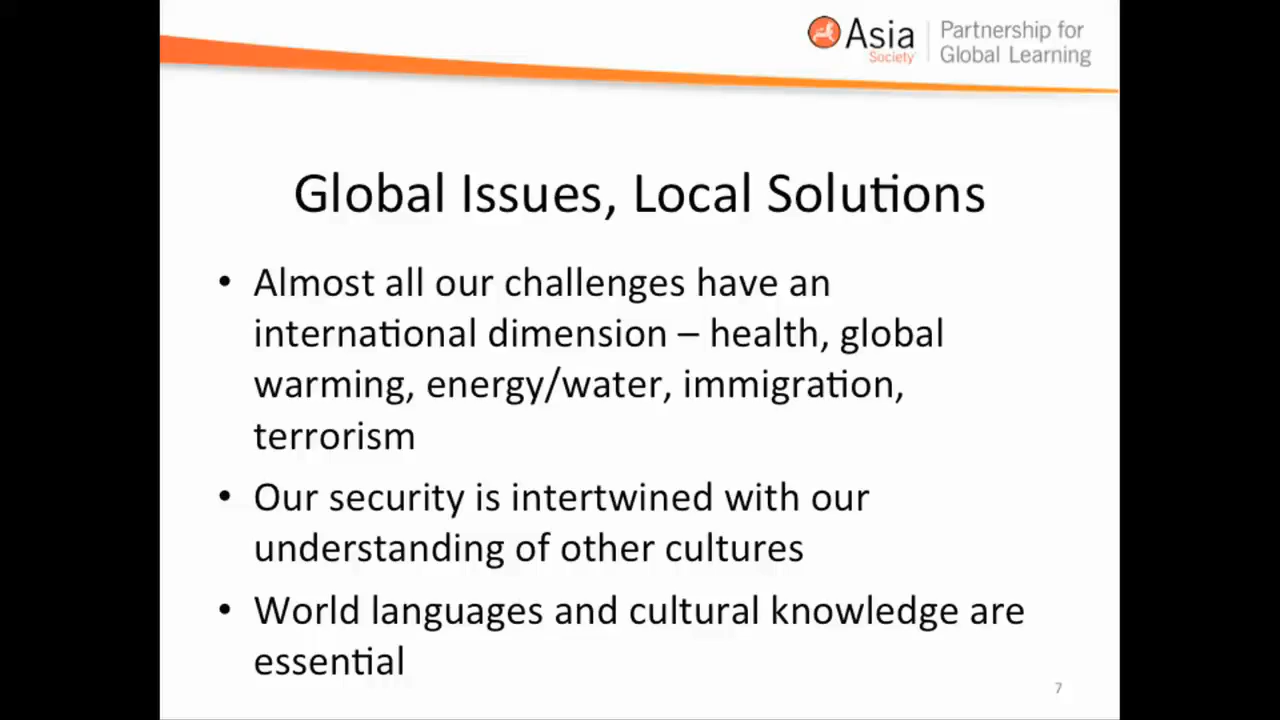 Asia
Society
Partnership for
Global Learning
Global Issues, Local Solutions
• Almost all our challenges have an
international dimension – health, global
warming, energy/water, immigration,
terrorism
• Our security is intertwined with our
understanding of other cultures
• World languages and cultural knowledge are
essential
7